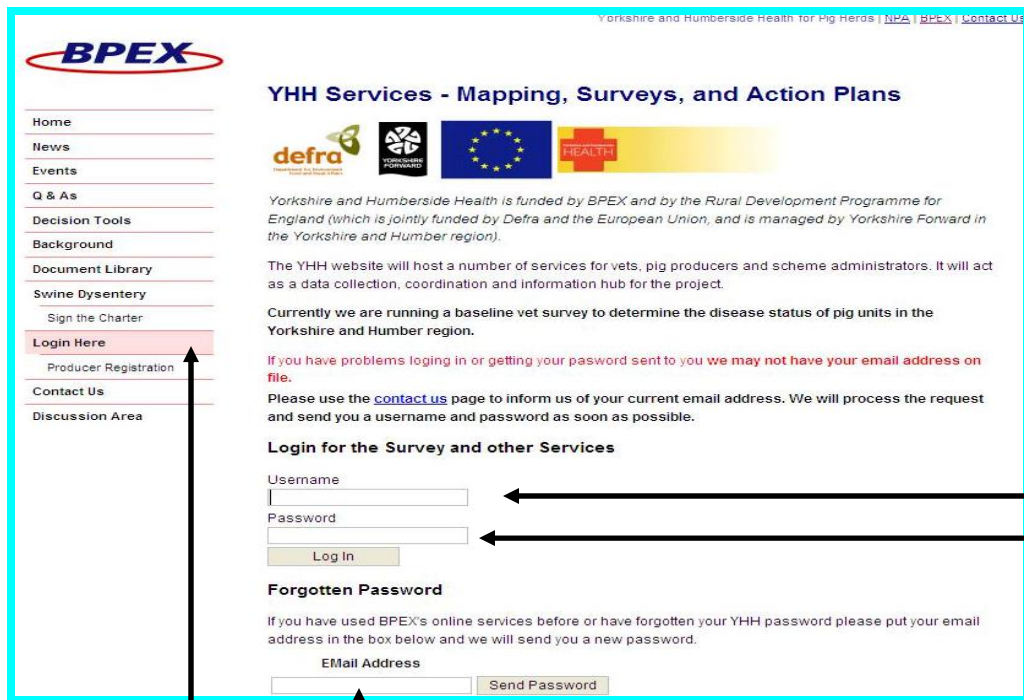 Yorkshire and Humberside Health for Pig Herds | NPA | BPEX | Contact Us
BPEX
Home
News
Events
Q & As
Decision Tools
Background
Document Library
Swine Dysentery
Sign the Charter
Login Here
Producer Registration
Contact Us
Discussion Area
YHH Services - Mapping, Surveys, and Action Plans
defra
YORKSHIRE
FORWARD
HEALTH
Yorkshire and Humberside Health is funded by BPEX and by the Rural Development Programme for
England (which is jointly funded by Defra and the European Union, and is managed by Yorkshire Forward in
the Yorkshire and Humber region).
The YHH website will host a number of services for vets, pig producers and scheme administrators. It will act
as a data collection, coordination and information hub for the project.
Currently we are running a baseline vet survey to determine the disease status of pig units in the
Yorkshire and Humber region.
If you have problems loging in or getting your pasword sent to you we may not have your email address on
file.
Please use the contact us page to inform us of your current email address. We will process the request
and send you a username and password as soon as possible.
Login for the Survey and other Services
Username
Password
Log In
Forgotten Password
If you have used BPEX's online services before or have forgotten your YHH password please put your email
address in the box below and we will send you a new password.
EMail Address
Send Password